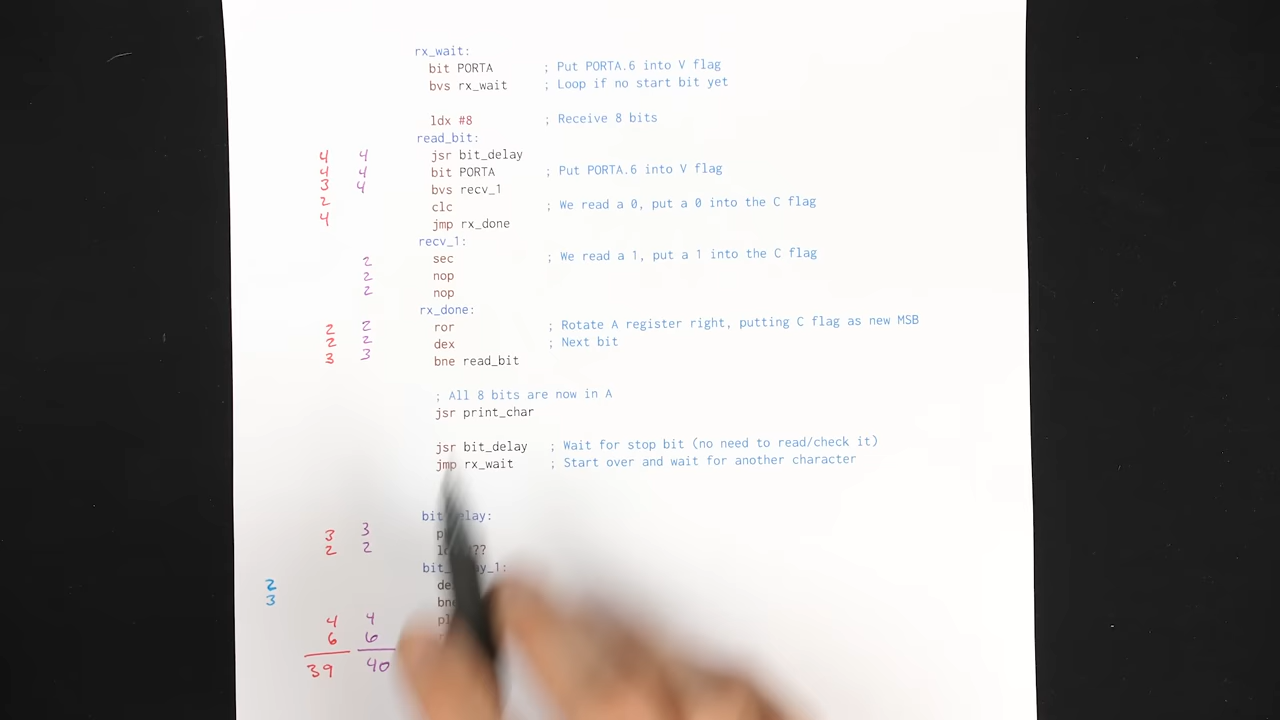 rx_wait:
bit PORTA ; Put PORTA.6 into V flag
bvs rx_wait ; Loop if no start bit yet
ldx #8 ; Receive 8 bits
read_bit:
4 4 jsr bit_delay
4 4 bit PORTA ; Put PORTA.6 into V flag
3 4 bvs recv_1
2 clc ; We read a 0, put a 0 into the C flag
4 jmp rx_done
recv_1:
2 sec ; We read a 1, put a 1 into the C flag
2 nop
2 nop
rx_done:
2 2 ror ; Rotate A register right, putting C flag as new MSB
2 2 dex ; Next bit
3 3 bne read_bit
; All 8 bits are now in A
jsr print_char
jsr bit_delay ; Wait for stop bit (no need to read/check it)
jmp rx_wait ; Start over and wait for another character
3 3
2 2
2
3
4 4
6 6
39 40